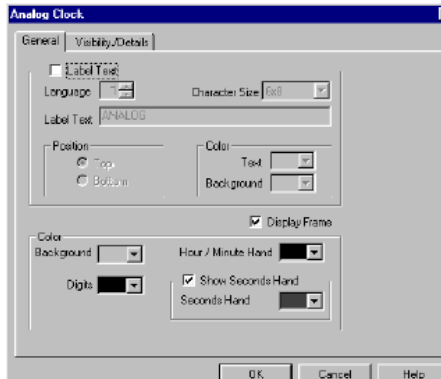 Analog Clock
General Visibility/Details
Label Text
Language Character Size 6x8
Label Text ANALOG
Position Color
Top Text
Bottom Background
Display Frame
Color
Background Hour / Minute Hand
Digits Show Seconds Hand
Seconds Hand
OK Cancel Help